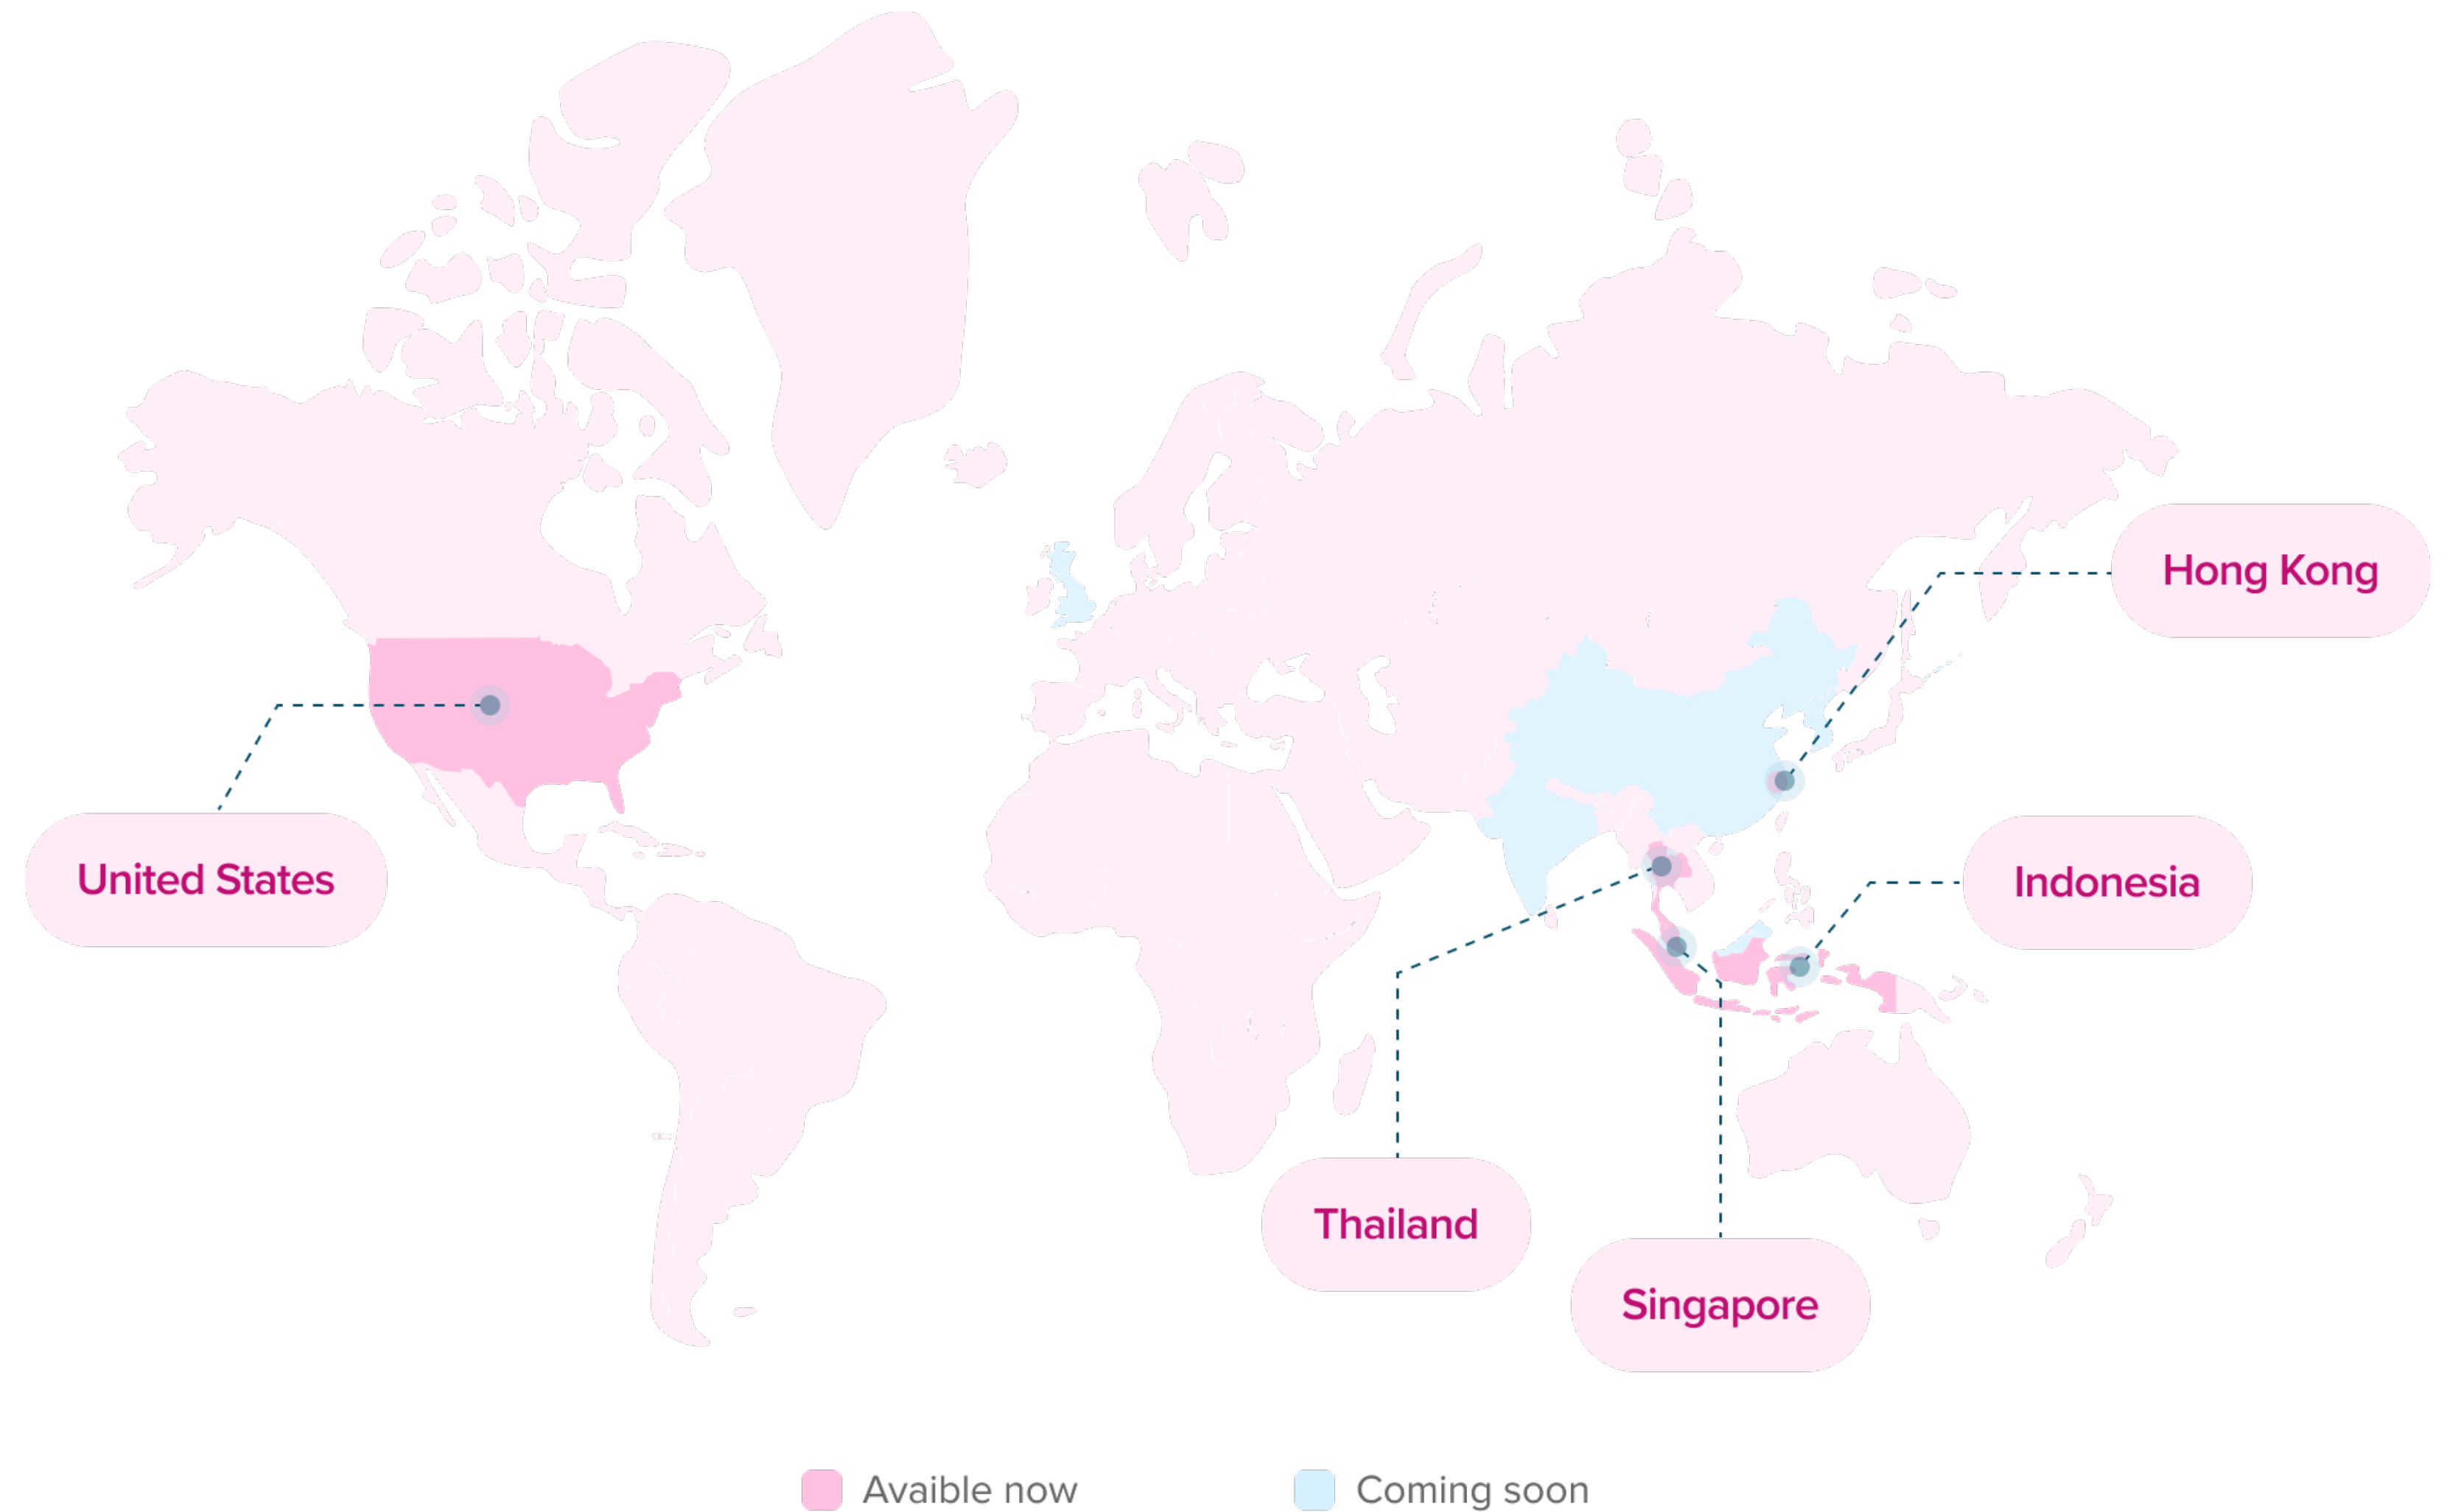 Hong Kong
United States
Indonesia
Thailand
Singapore
Avaible now
Coming soon